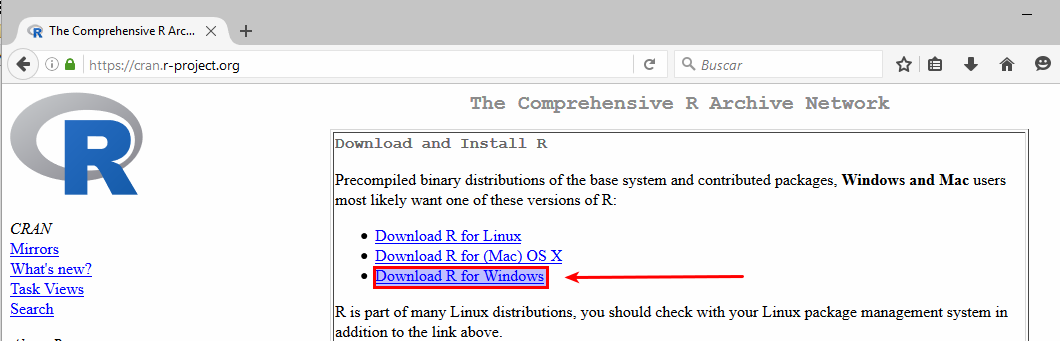 The Comprehensive R Arc...
https://cran.r-project.org
Buscar
R
CRAN
Mirrors
What's new?
Task Views
Search
The Comprehensive R Archive Network
Download and Install R
Precompiled binary distributions of the base system and contributed packages, Windows and Mac users
most likely want one of these versions of R:
Download R for Linux
Download R for (Mac) OS X
Download R for Windows
R is part of many Linux distributions, you should check with your Linux package management system in
addition to the link above.